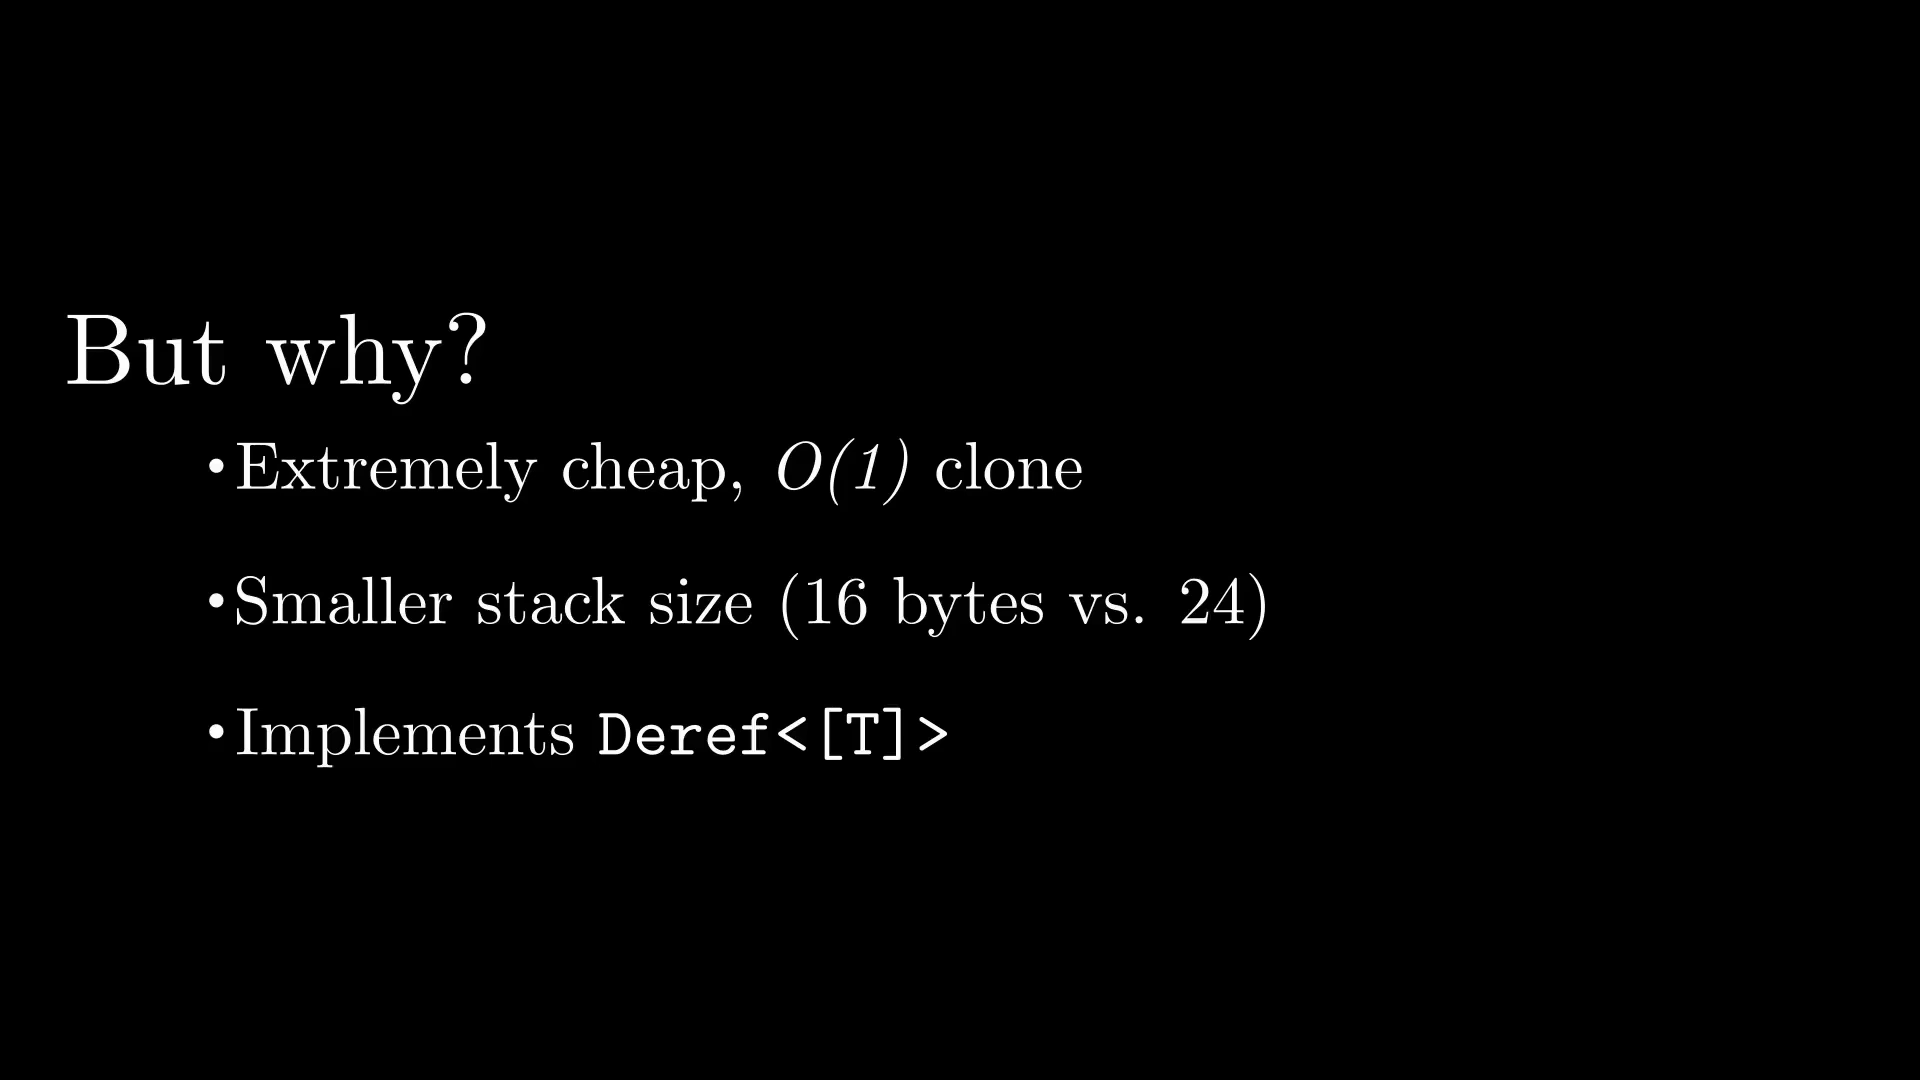 But why?
•Extremely cheap, O(1) clone
•Smaller stack size (16 bytes vs. 24)
•Implements Deref<[T]>